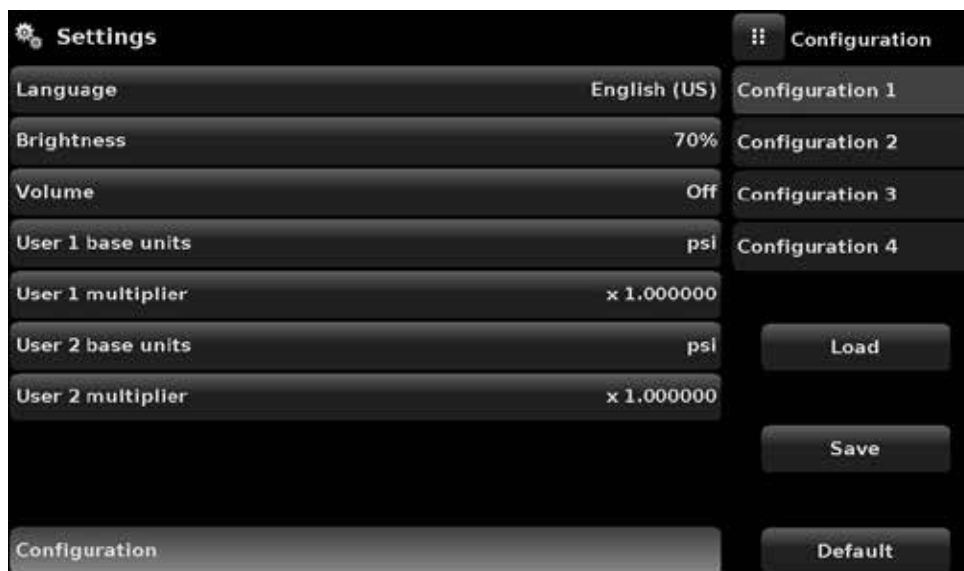 Settings
Language English (US)
Brightness 70%
Volume Off
User 1 base units psi
User 1 multiplier x 1.000000
User 2 base units psi
User 2 multiplier x 1.000000
Configuration
Configuration
Configuration 1
Configuration 2
Configuration 3
Configuration 4
Load
Save
Default